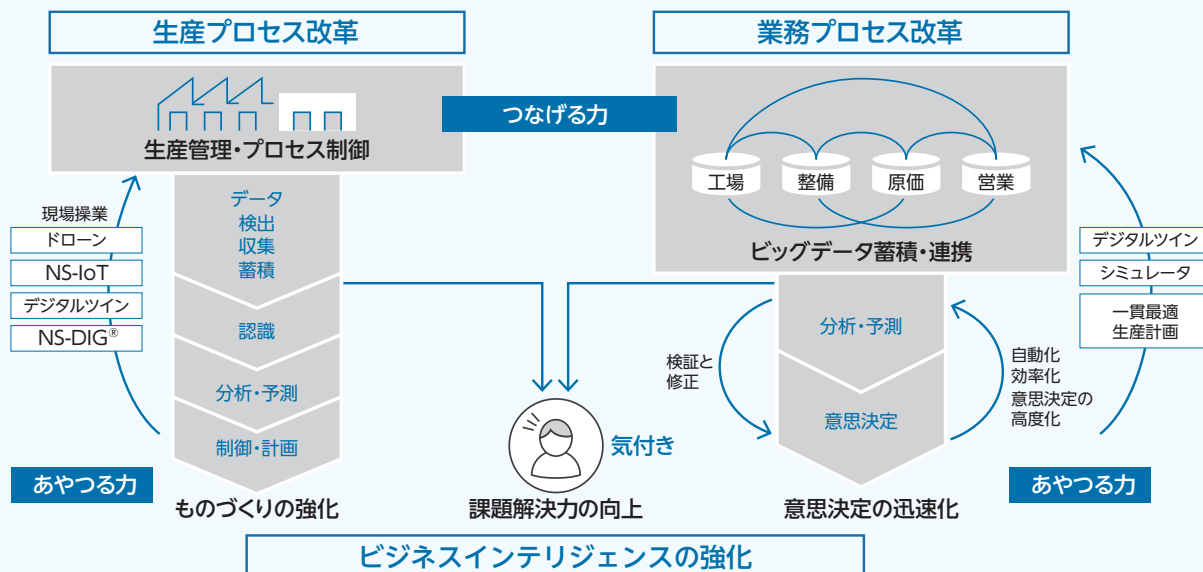 生産プロセス改革
生産管理・プロセス制御
データ
検出
収集
蓄積
認識
分析・予測
制御・計画
ものづくりの強化
現場操業
ドローン
NS-IoT
デジタルツイン
NS-DIG®
あやつる力
つなげる力
気付き
課題解決力の向上
業務プロセス改革
工場
整備
原価
営業
ビッグデータ蓄積・連携
分析・予測
意思決定
検証と
修正
自動化
効率化
意思決定の
高度化
意思決定の迅速化
デジタルツイン
シミュレータ
一貫最適
生産計画
あやつる力
ビジネスインテリジェンスの強化